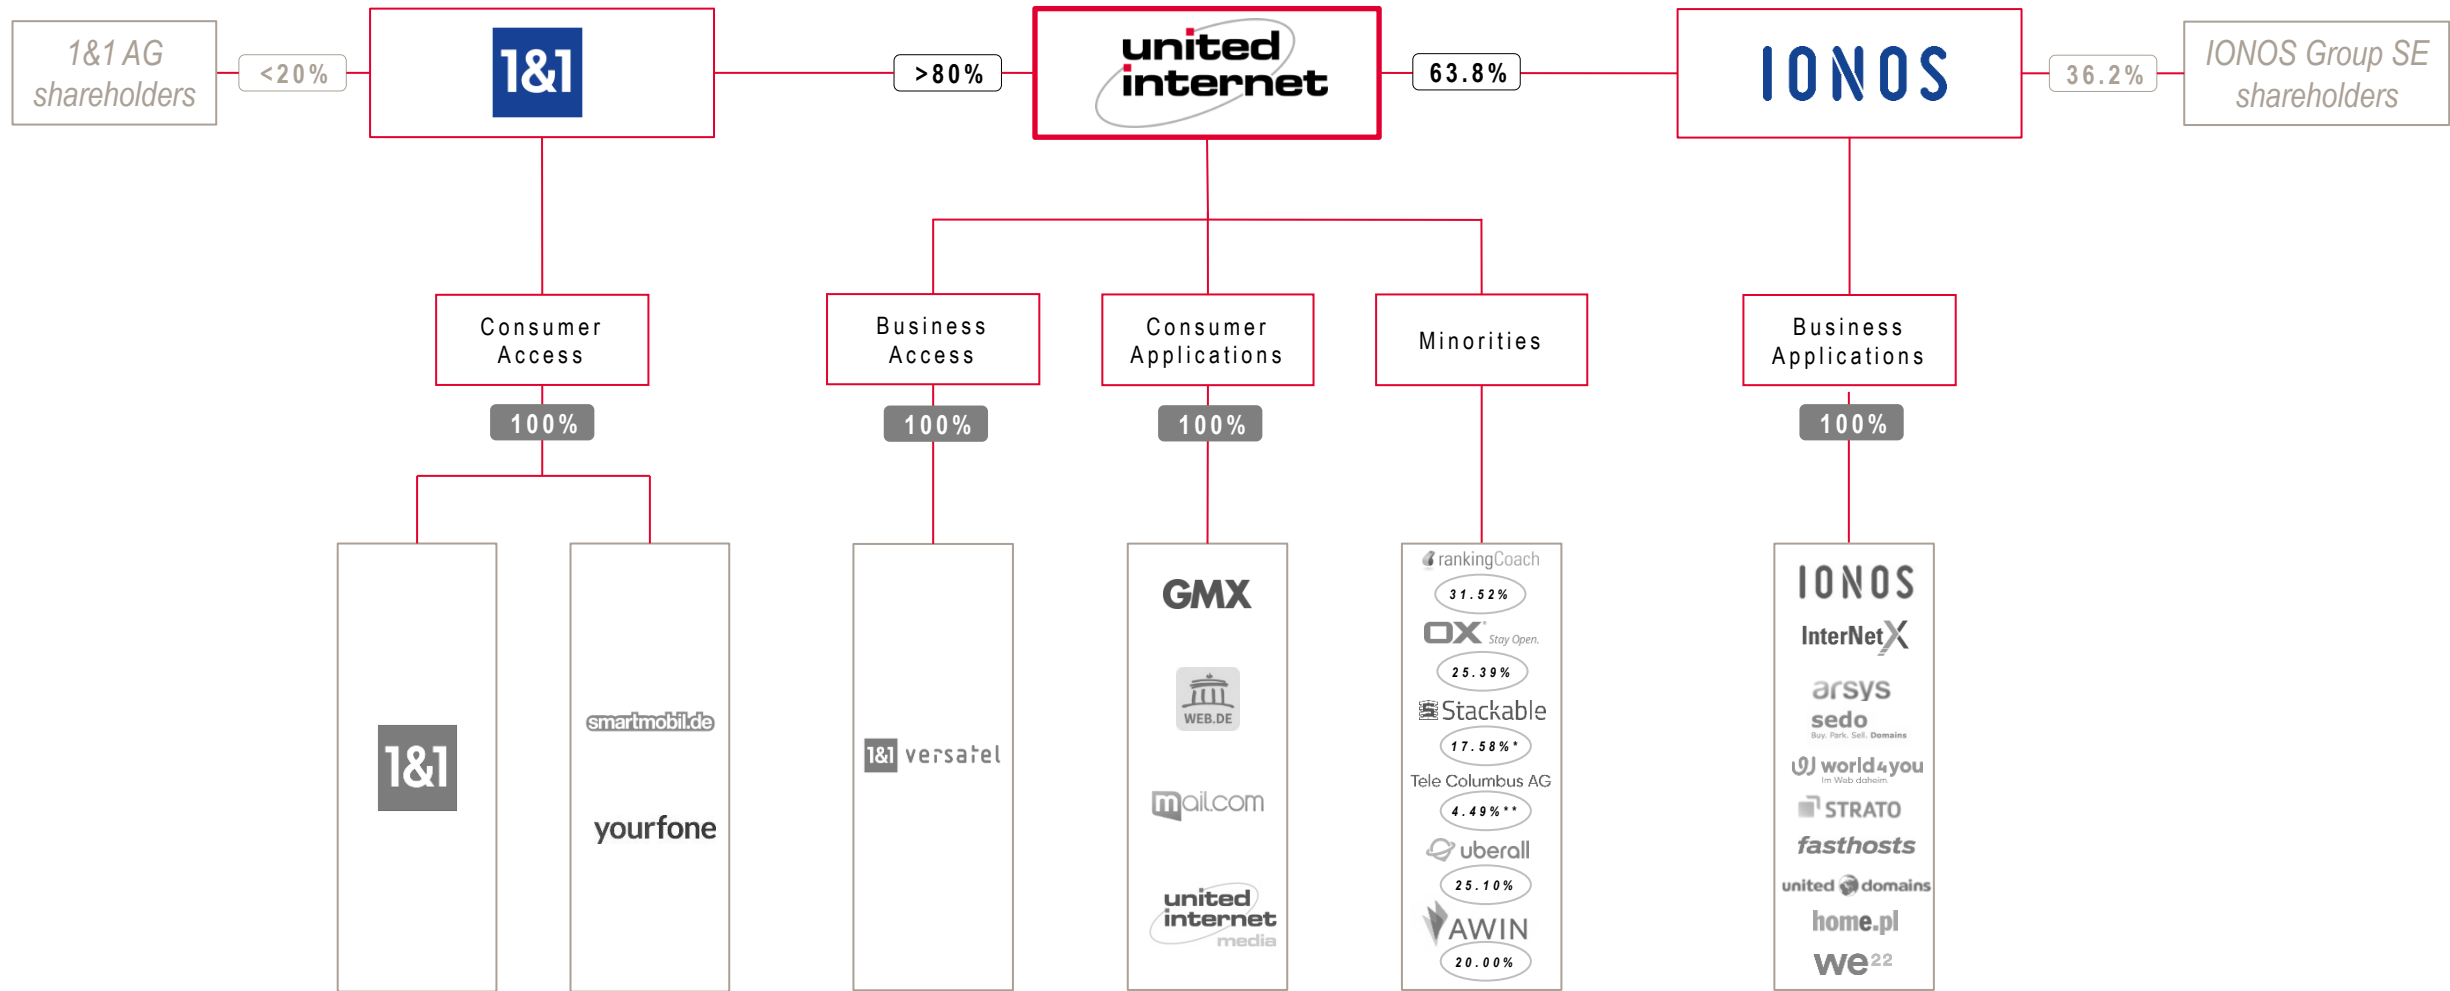 1&1 AG
shareholders
<20%
1&1
>80%
united
internet
63.8%
IONOS
36.2%
IONOS Group SE
shareholders
Consumer
Access
Business
Access
Consumer
Applications
Minorities
Business
Applications
100%
100%
100%
100%
1&1
smartmobil.de
yourfone
1&1 versatel
GMX
WEB.DE
mail.com
united
internet
media
rankingCoach
31.52%
OX® Stay Open.
25.39%
Stackable
17.58%*
Tele Columbus AG
4.49%**
uberall
25.10%
AWIN
20.00%
IONOS
InterNetX
arsys
sedo
Buy. Park. Sell. Domains
world4you
Im Web daheim.
STRATO
fasthosts
united domains
home.pl
we22